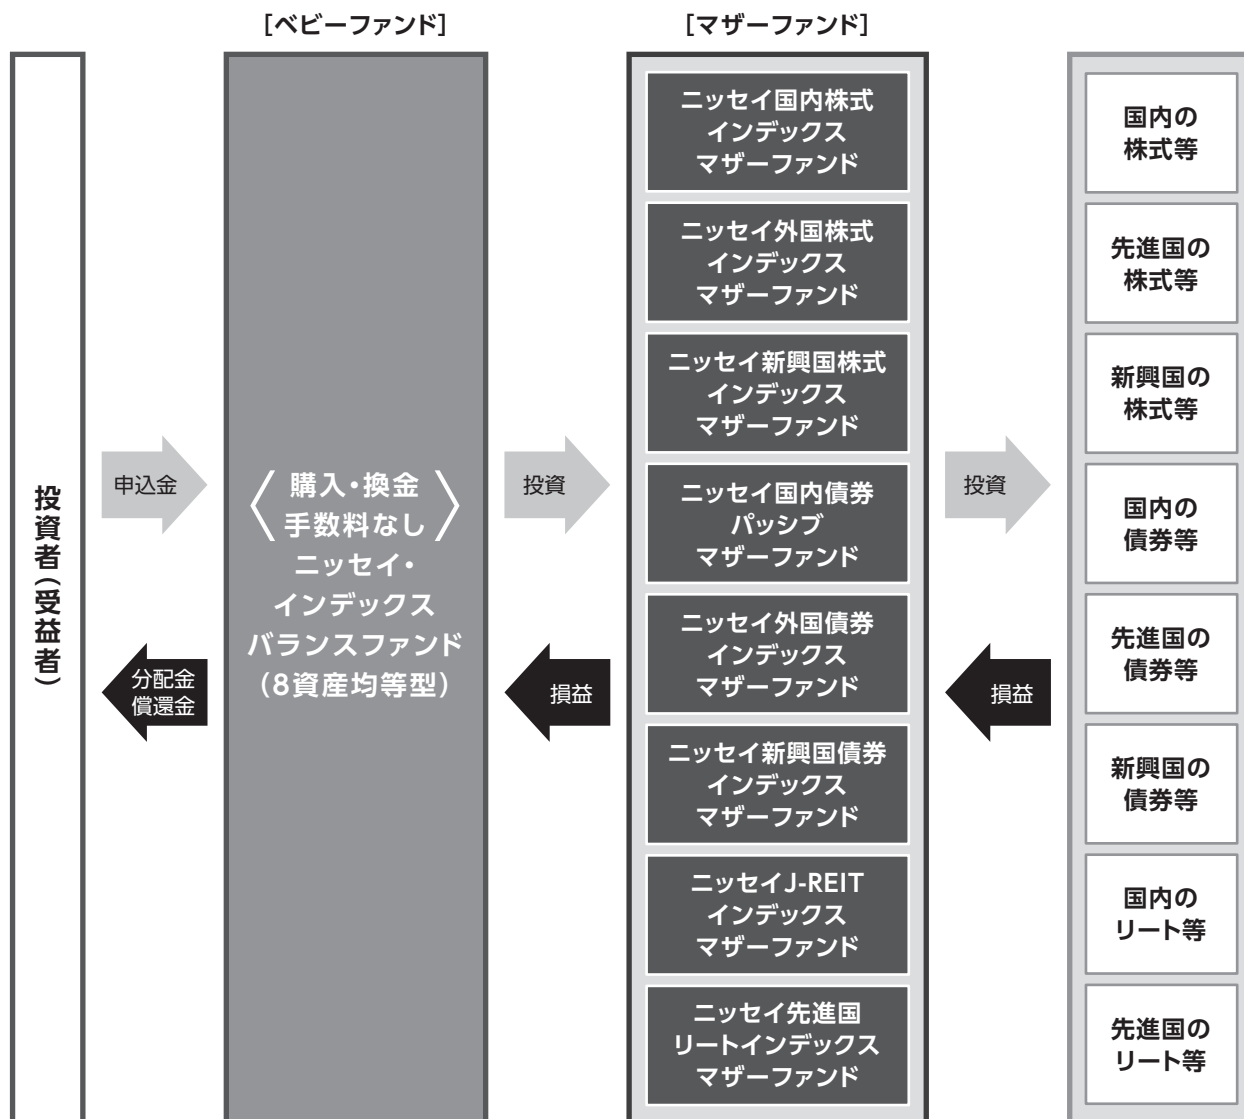 ［ベビーファンド］
［マザーファンド］
投資者（受益者）
申込金
分配金
償還金
〈購入・換金
手数料なし〉
ニッセイ・
インデックス
バランスファンド
（8資産均等型）
投資
損益
ニッセイ国内株式
インデックス
マザーファンド
ニッセイ外国株式
インデックス
マザーファンド
ニッセイ新興国株式
インデックス
マザーファンド
ニッセイ国内債券
パッシブ
マザーファンド
ニッセイ外国債券
インデックス
マザーファンド
ニッセイ新興国債券
インデックス
マザーファンド
ニッセイJ-REIT
インデックス
マザーファンド
ニッセイ先進国
リートインデックス
マザーファンド
投資
損益
国内の
株式等
先進国の
株式等
新興国の
株式等
国内の
債券等
先進国の
債券等
新興国の
債券等
国内の
リート等
先進国の
リート等